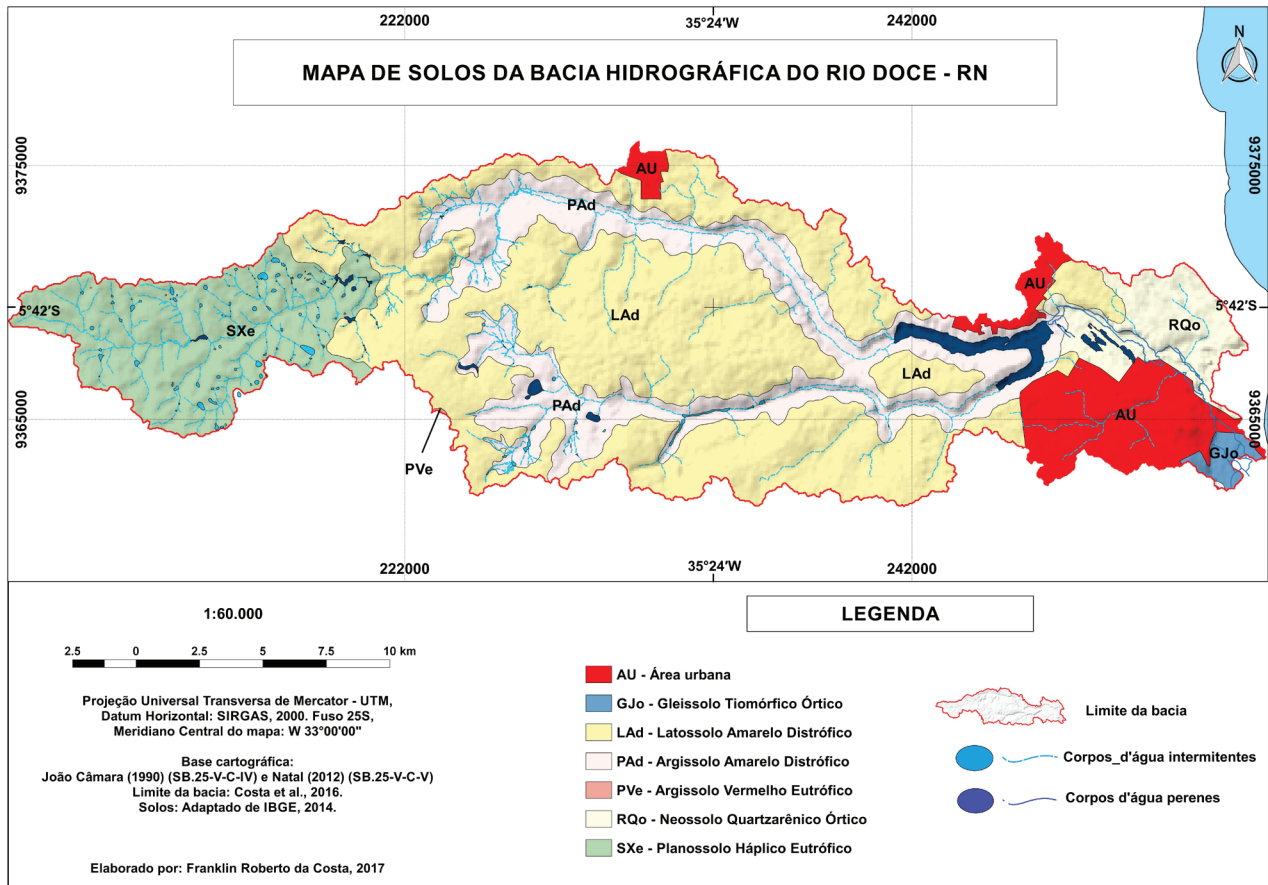 222000
35°24'W
242000
MAPA DE SOLOS DA BACIA HIDROGRÁFICA DO RIO DOCE - RN
N
9375000
9375000
AU
PAd
AU
5°42'S
5°42'S
SXe
LAd
RQo
LAd
PAd
AU
9365000
9365000
PVe
GJo
222000
35°24'W
242000
1:60.000
2.5 0 2.5 5 7.5 10 km
Projeção Universal Transversa de Mercator - UTM,
Datum Horizontal: SIRGAS, 2000. Fuso 25S,
Meridiano Central do mapa: W 33°00'00"
Base cartográfica:
João Câmara (1990) (SB.25-V-C-IV) e Natal (2012) (SB.25-V-C-V)
Limite da bacia: Costa et al., 2016.
Solos: Adaptado de IBGE, 2014.
Elaborado por: Franklin Roberto da Costa, 2017
LEGENDA
AU - Área urbana
GJo - Gleissolo Tiomórfico Órtico
LAd - Latossolo Amarelo Distrófico
PAd - Argissolo Amarelo Distrófico
PVe - Argissolo Vermelho Eutrófico
RQo - Neossolo Quartzarênico Órtico
SXe - Planossolo Háplico Eutrófico
Limite da bacia
Corpos_d'água intermitentes
Corpos d'água perenes